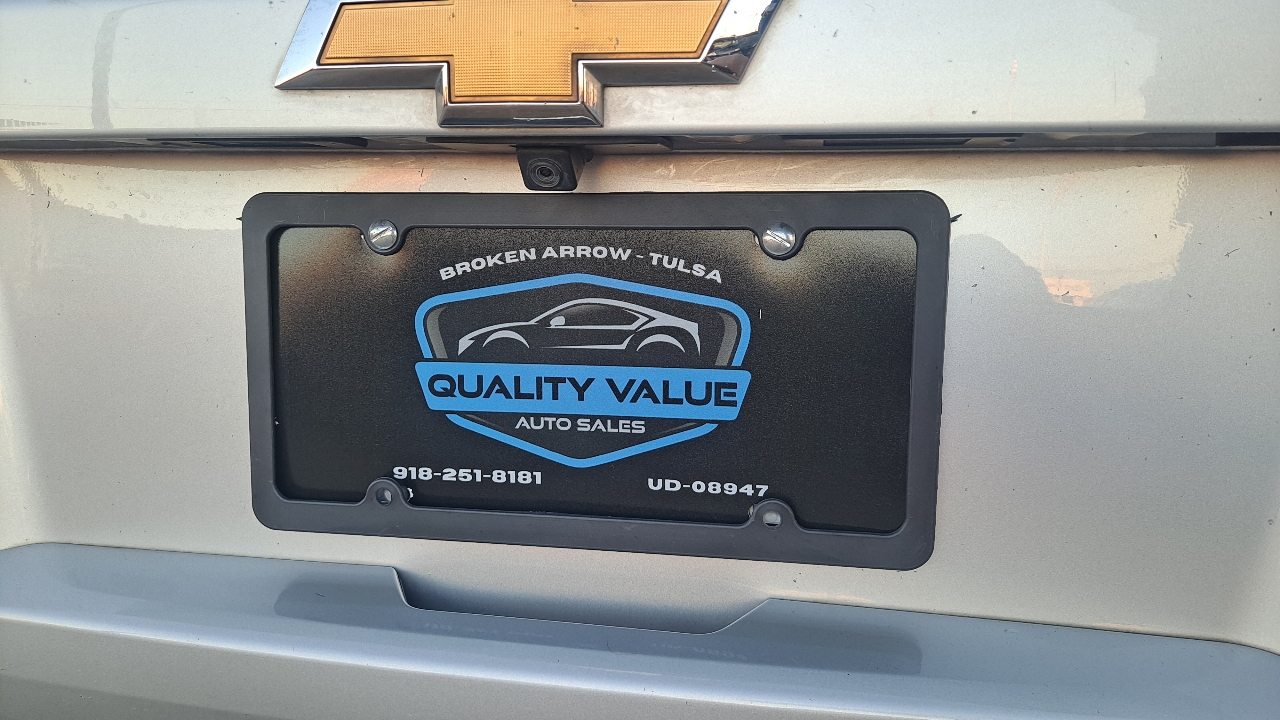 BROKEN ARROW - TULSA
QUALITY VALUE
AUTO SALES
918-251-8181
UD-08947